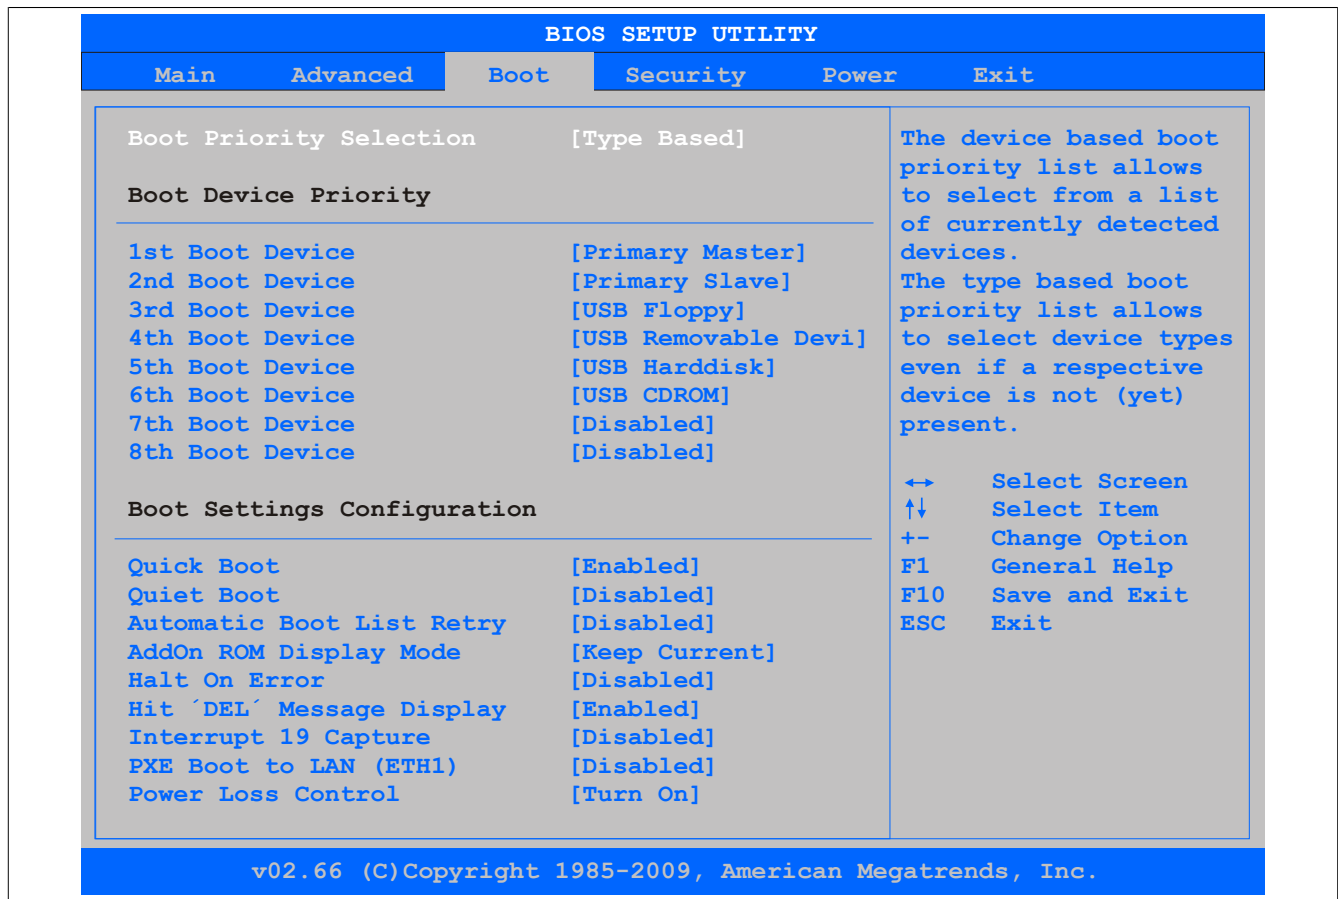 BIOS SETUP UTILITY
Main Advanced Boot Security Power Exit
Boot Priority Selection [Type Based]
Boot Device Priority
1st Boot Device [Primary Master]
2nd Boot Device [Primary Slave]
3rd Boot Device [USB Floppy]
4th Boot Device [USB Removable Devi]
5th Boot Device [USB Harddisk]
6th Boot Device [USB CDROM]
7th Boot Device [Disabled]
8th Boot Device [Disabled]
Boot Settings Configuration
Quick Boot [Enabled]
Quiet Boot [Disabled]
Automatic Boot List Retry [Disabled]
AddOn ROM Display Mode [Keep Current]
Halt On Error [Disabled]
Hit ´DEL´ Message Display [Enabled]
Interrupt 19 Capture [Disabled]
PXE Boot to LAN (ETH1) [Disabled]
Power Loss Control [Turn On]
The device based boot
priority list allows
to select from a list
of currently detected
devices.
The type based boot
priority list allows
to select device types
even if a respective
device is not (yet)
present.
↔ Select Screen
↑↓ Select Item
+- Change Option
F1 General Help
F10 Save and Exit
ESC Exit
v02.66 (C)Copyright 1985-2009, American Megatrends, Inc.